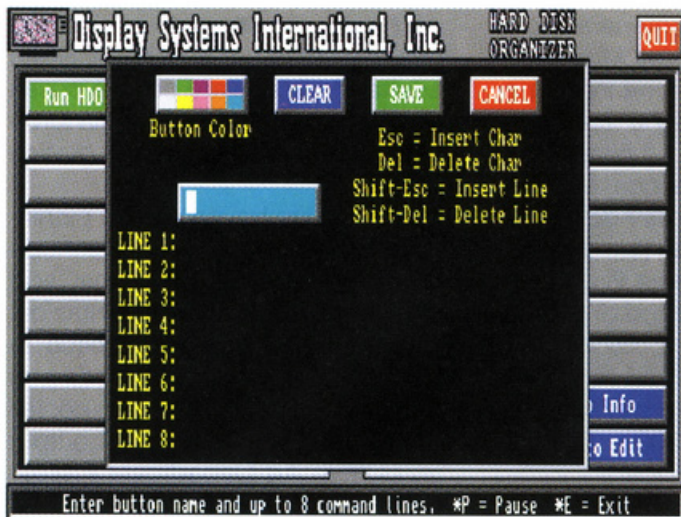 Display Systems International, Inc.
HARD DISK
ORGANIZER
QUIT
Run HDO
CLEAR
SAVE
CANCEL
Button Color
Esc = Insert Char
Del = Delete Char
Shift-Esc = Insert Line
Shift-Del = Delete Line
LINE 1:
LINE 2:
LINE 3:
LINE 4:
LINE 5:
LINE 6:
LINE 7:
LINE 8:
Info
to Edit
Enter button name and up to 8 command lines. *P = Pause *E = Exit